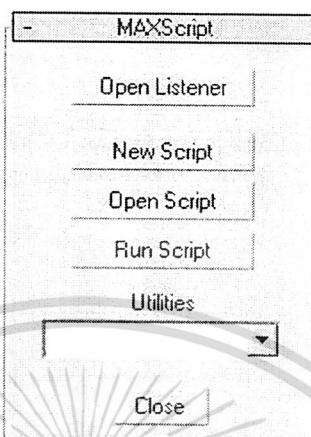 - MAXScript
Open Listener
New Script
Open Script
Run Script
Utilities
Close